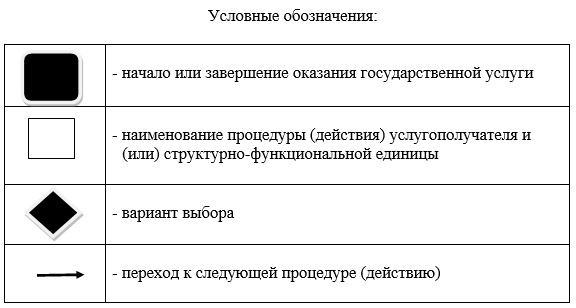 Условные обозначения:
- начало или завершение оказания государственной услуги
- наименование процедуры (действия) услугополучателя и
(или) структурно-функциональной единицы
- вариант выбора
- переход к следующей процедуре (действию)